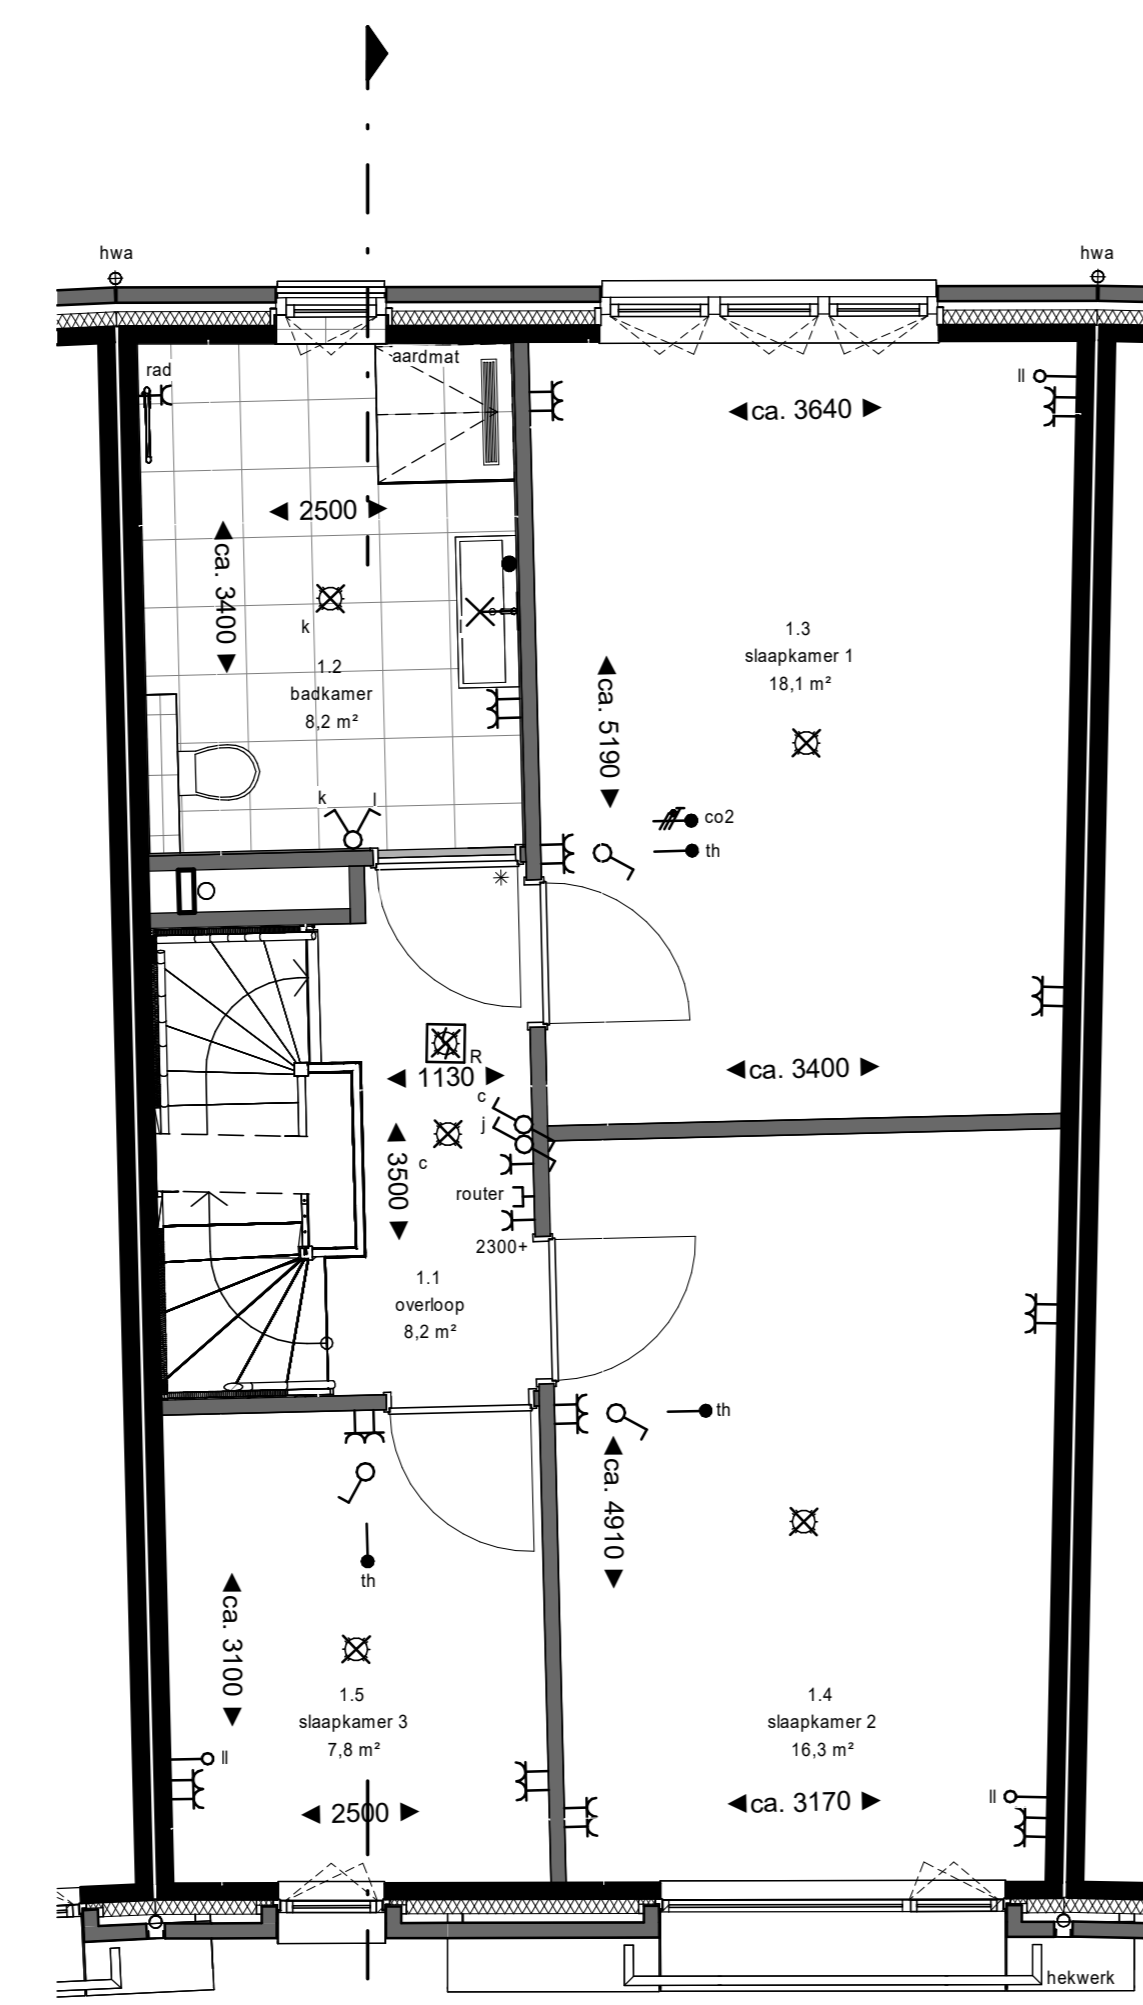 hwa
hwa
rad
aardmat
ll
ca. 3640
2500
ca. 3400
k
l
1.2
badkamer
8,2 m²
1.3
slaapkamer 1
18,1 m²
ca. 5190
k
l
co2
th
R
1130
ca. 3400
c
j
c
3500
router
2300+
1.1
overloop
8,2 m²
th
ca. 4910
th
ca. 3100
1.5
slaapkamer 3
7,8 m²
1.4
slaapkamer 2
16,3 m²
ll
ll
2500
ca. 3170
hekwerk